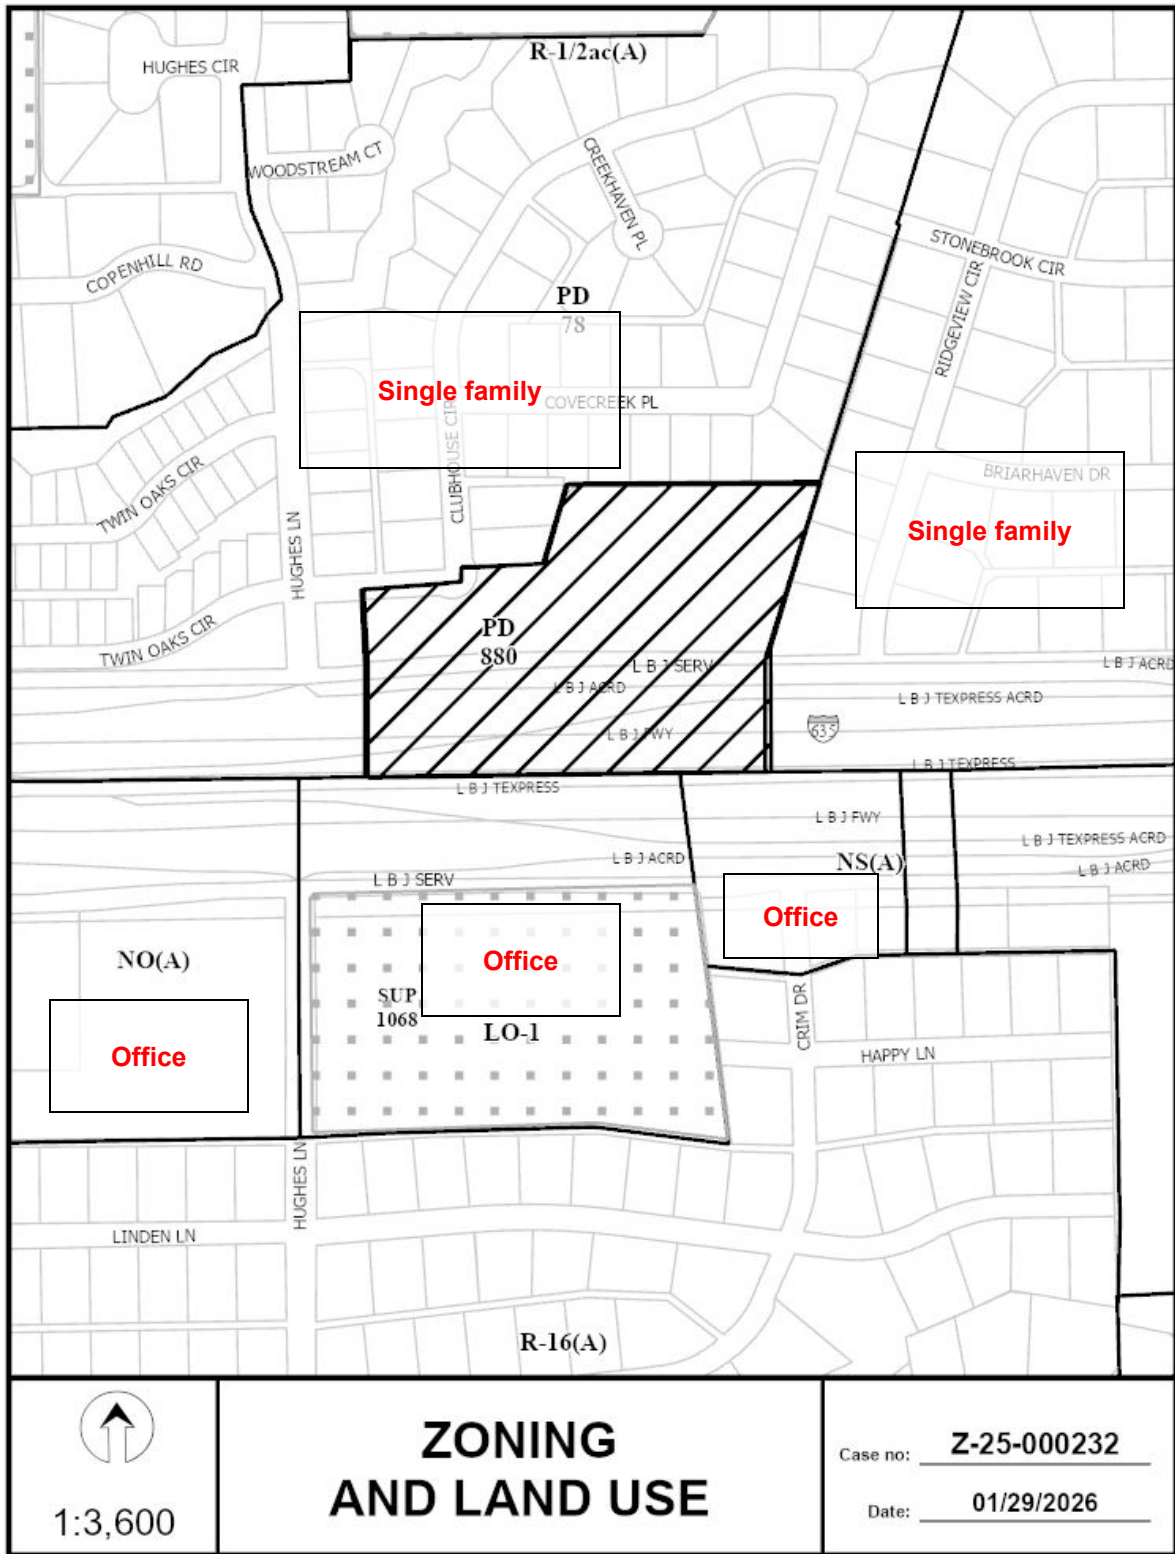 R-1/2ac(A)
HUGHES CIR
WOODSTREAM CT
CREEKHAVEN PL
COPENHILL RD
STONEBROOK CIR
RIDGEVIEW CIR
PD
78
Single family
COVECREEK PL
CLUBHOUSE CIR
TWIN OAKS CIR
HUGHES LN
BRIARHAVEN DR
Single family
TWIN OAKS CIR
PD
880
L B J SERV
L B J ACRD
L B J ACRD
L B J TEXPRESS ACRD
L B J FWY
635
L B J TEXPRESS
L B J TEXPRESS
L B J FWY
L B J TEXPRESS ACRD
L B J ACRD
L B J ACRD
NS(A)
L B J SERV
Office
Office
NO(A)
SUP
1068
LO-1
Office
CRIM DR
HAPPY LN
HUGHES LN
LINDEN LN
R-16(A)
1:3,600
ZONING
AND LAND USE
Case no: Z-25-000232
Date: 01/29/2026